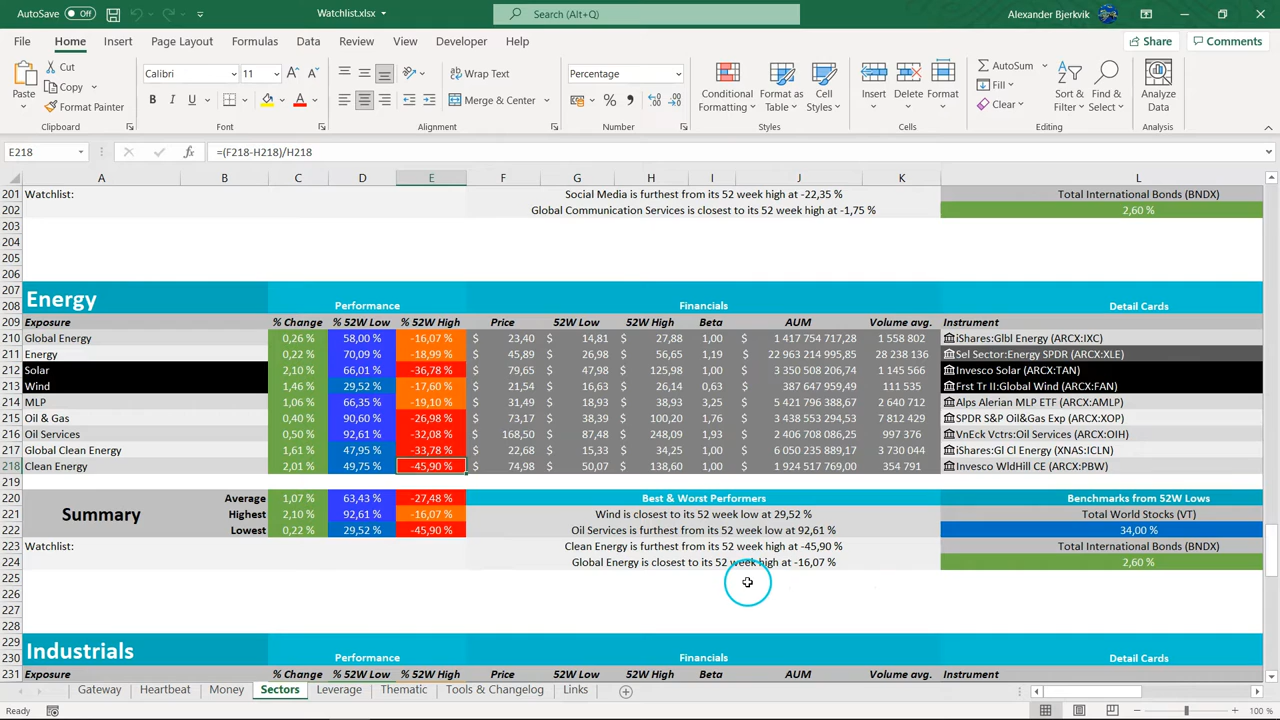 AutoSave Off Watchlist.xlsx Search (Alt+Q) Alexander Bjerkvik
File Home Insert Page Layout Formulas Data Review View Developer Help Share Comments
Paste Cut Copy Format Painter Clipboard
Calibri 11 B I U A Font
Wrap Text Merge & Center Alignment
Percentage % Number
Conditional Formatting Format as Table Cell Styles Styles
Insert Delete Format Cells
AutoSum Fill Clear Sort & Filter Find & Select Editing
Analyze Data Analysis
E218 fx =(F218-H218)/H218
A B C D E F G H I J K L
201 Watchlist: Social Media is furthest from its 52 week high at -22,35 % Total International Bonds (BNDX)
202 Global Communication Services is closest to its 52 week high at -1,75 % 2,60 %
203
204
205
206
207 Energy
208 Performance Financials Detail Cards
209 Exposure % Change % 52W Low % 52W High Price 52W Low 52W High Beta AUM Volume avg. Instrument
210 Global Energy 0,26 % 58,00 % -16,07 % $ 23,40 $ 14,81 $ 27,88 1,00 $ 1 417 754 717,28 1 558 802 iShares:Glbl Energy (ARCX:IXC)
211 Energy 0,22 % 70,09 % -18,99 % $ 45,89 $ 26,98 $ 56,65 1,19 $ 22 963 214 995,85 28 238 136 Sel Sector:Energy SPDR (ARCX:XLE)
212 Solar 2,10 % 66,01 % -36,78 % $ 79,65 $ 47,98 $ 125,98 1,00 $ 3 350 508 206,74 1 145 566 Invesco Solar (ARCX:TAN)
213 Wind 1,46 % 29,52 % -17,60 % $ 21,54 $ 16,63 $ 26,14 0,63 $ 387 647 959,49 111 535 Frst Tr II:Global Wind (ARCX:FAN)
214 MLP 1,06 % 66,35 % -19,10 % $ 31,49 $ 18,93 $ 38,93 3,25 $ 5 421 796 388,67 2 640 712 Alps Alerian MLP ETF (ARCX:AMLP)
215 Oil & Gas 0,40 % 90,60 % -26,98 % $ 73,17 $ 38,39 $ 100,20 1,76 $ 3 438 553 294,53 7 812 429 SPDR S&P Oil&Gas Exp (ARCX:XOP)
216 Oil Services 0,50 % 92,61 % -32,08 % $ 168,50 $ 87,48 $ 248,09 1,93 $ 2 406 708 086,25 997 376 VnEck Vctrs:Oil Services (ARCX:OIH)
217 Global Clean Energy 1,61 % 47,95 % -33,78 % $ 22,68 $ 15,33 $ 34,25 1,00 $ 6 050 235 889,17 3 730 044 iShares:Gl Cl Energy (XNAS:ICLN)
218 Clean Energy 2,01 % 49,75 % -45,90 % $ 74,98 $ 50,07 $ 138,60 1,00 $ 1 924 517 769,00 354 791 Invesco WldHill CE (ARCX:PBW)
219
220 Average 1,07 % 63,43 % -27,48 % Best & Worst Performers Benchmarks from 52W Lows
221 Summary Highest 2,10 % 92,61 % -16,07 % Wind is closest to its 52 week low at 29,52 % Total World Stocks (VT)
222 Lowest 0,22 % 29,52 % -45,90 % Oil Services is furthest from its 52 week low at 92,61 % 34,00 %
223 Watchlist: Clean Energy is furthest from its 52 week high at -45,90 % Total International Bonds (BNDX)
224 Global Energy is closest to its 52 week high at -16,07 % 2,60 %
225
226
227
228
229 Industrials
230 Performance Financials Detail Cards
231 Exposure % Change % 52W Low % 52W High Price 52W Low 52W High Beta AUM Volume avg. Instrument
Gateway Heartbeat Money Sectors Leverage Thematic Tools & Changelog Links
Ready 100 %